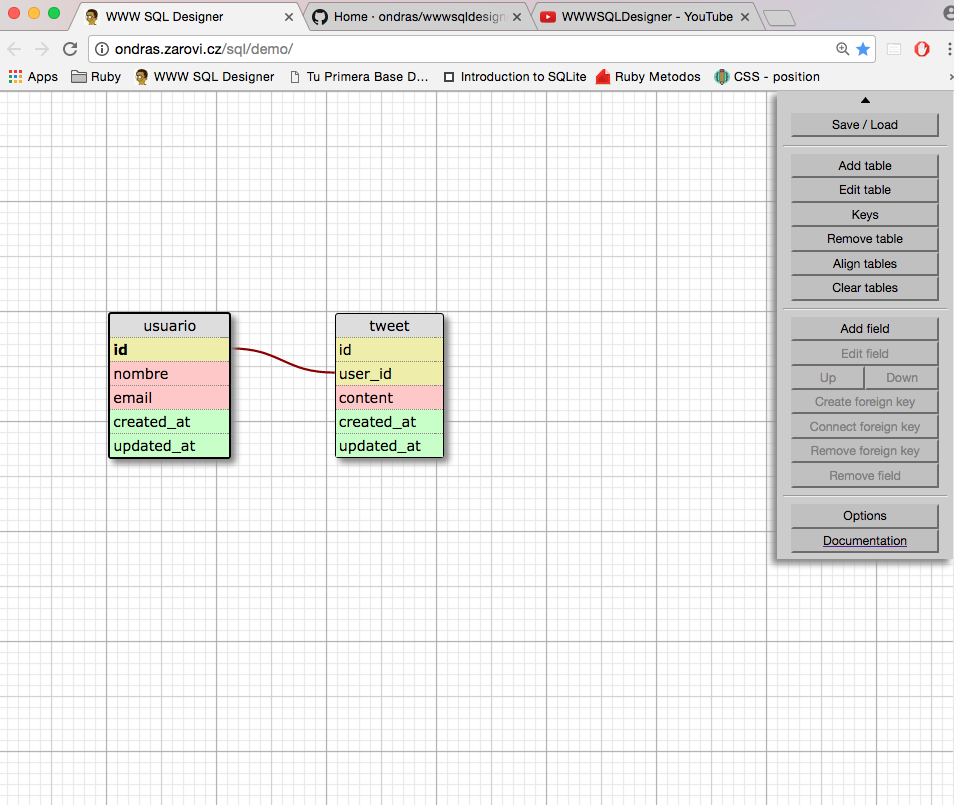 WWW SQL Designer
Home · ondras/wwwsqldesign
WWWSQLDesigner - YouTube
ondras.zarovi.cz/sql/demo/
Apps Ruby WWW SQL Designer Tu Primera Base D... Introduction to SQLite Ruby Metodos CSS - position
Save / Load
Add table
Edit table
Keys
Remove table
Align tables
Clear tables
Add field
Edit field
Up Down
Create foreign key
Connect foreign key
Remove foreign key
Remove field
Options
Documentation
usuario
id
nombre
email
created_at
updated_at
tweet
id
user_id
content
created_at
updated_at